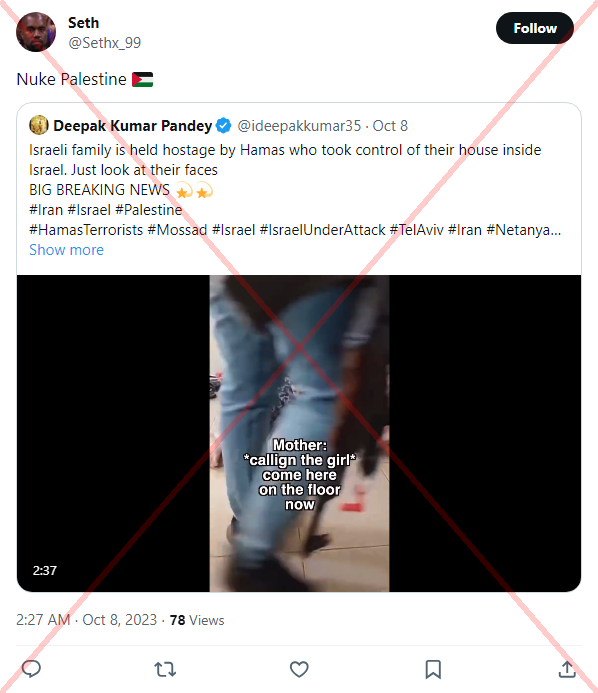 Seth
@Sethx_99
Follow
Nuke Palestine 🇵🇸
Deepak Kumar Pandey @ideepakkumar35 · Oct 8
Israeli family is held hostage by Hamas who took control of their house inside
Israel. Just look at their faces
BIG BREAKING NEWS 💫💫
#Iran #Israel #Palestine
#HamasTerrorists #Mossad #Israel #IsraelUnderAttack #TelAviv #Iran #Netanya...
Show more
Mother:
*callign the girl*
come here
on the floor
now
2:37
2:27 AM · Oct 8, 2023 · 78 Views